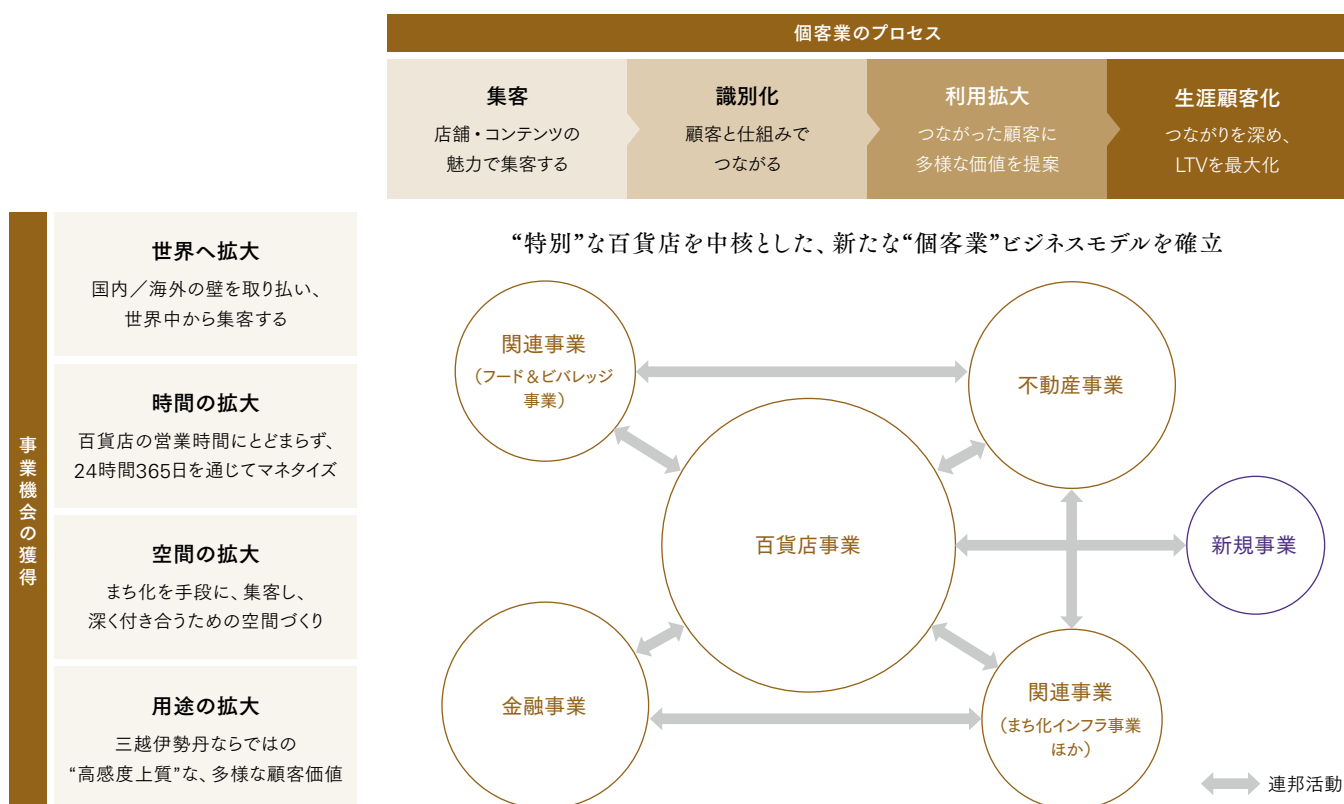 個客業のプロセス
集客
店舗・コンテンツの
魅力で集客する
識別化
顧客と仕組みで
つながる
利用拡大
つながった顧客に
多様な価値を提案
生涯顧客化
つながりを深め、
LTVを最大化
事業機会の獲得
世界へ拡大
国内／海外の壁を取り払い、
世界中から集客する
時間の拡大
百貨店の営業時間にとどまらず、
24時間365日を通じてマネタイズ
空間の拡大
まち化を手段に、集客し、
深く付き合うための空間づくり
用途の拡大
三越伊勢丹ならではの
“高感度上質”な、多様な顧客価値
“特別”な百貨店を中核とした、新たな“個客業”ビジネスモデルを確立
関連事業
（フード＆ビバレッジ
事業）
不動産事業
百貨店事業
新規事業
金融事業
関連事業
（まち化インフラ事業
ほか）
連邦活動